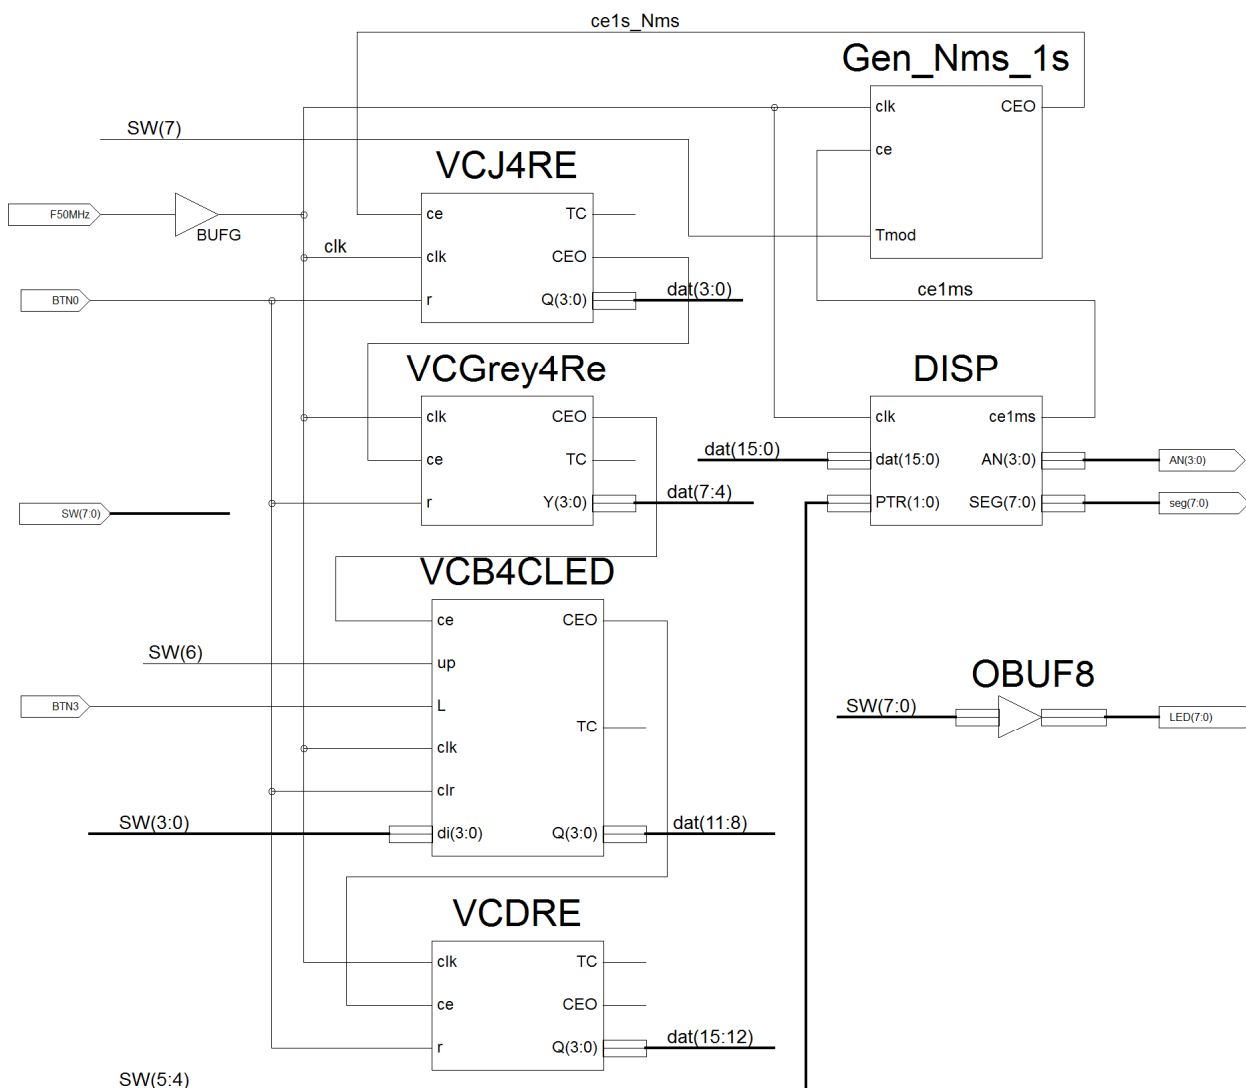 ce1s_Nms
Gen_Nms_1s
clk
CEO
ce
Tmod
SW(7)
VCJ4RE
F50MHz
BUFG
ce
TC
clk
clk
CEO
BTN0
r
Q(3:0)
dat(3:0)
ce1ms
VCGrey4Re
clk
CEO
ce
TC
r
Y(3:0)
dat(7:4)
DISP
clk
ce1ms
dat(15:0)
dat(15:0)
AN(3:0)
AN(3:0)
PTR(1:0)
SEG(7:0)
seg(7:0)
SW(7:0)
VCB4CLED
ce
CEO
SW(6)
up
BTN3
L
TC
clk
clr
SW(3:0)
di(3:0)
Q(3:0)
dat(11:8)
OBUF8
SW(7:0)
LED(7:0)
VCDRE
clk
TC
ce
CEO
r
Q(3:0)
dat(15:12)
SW(5:4)